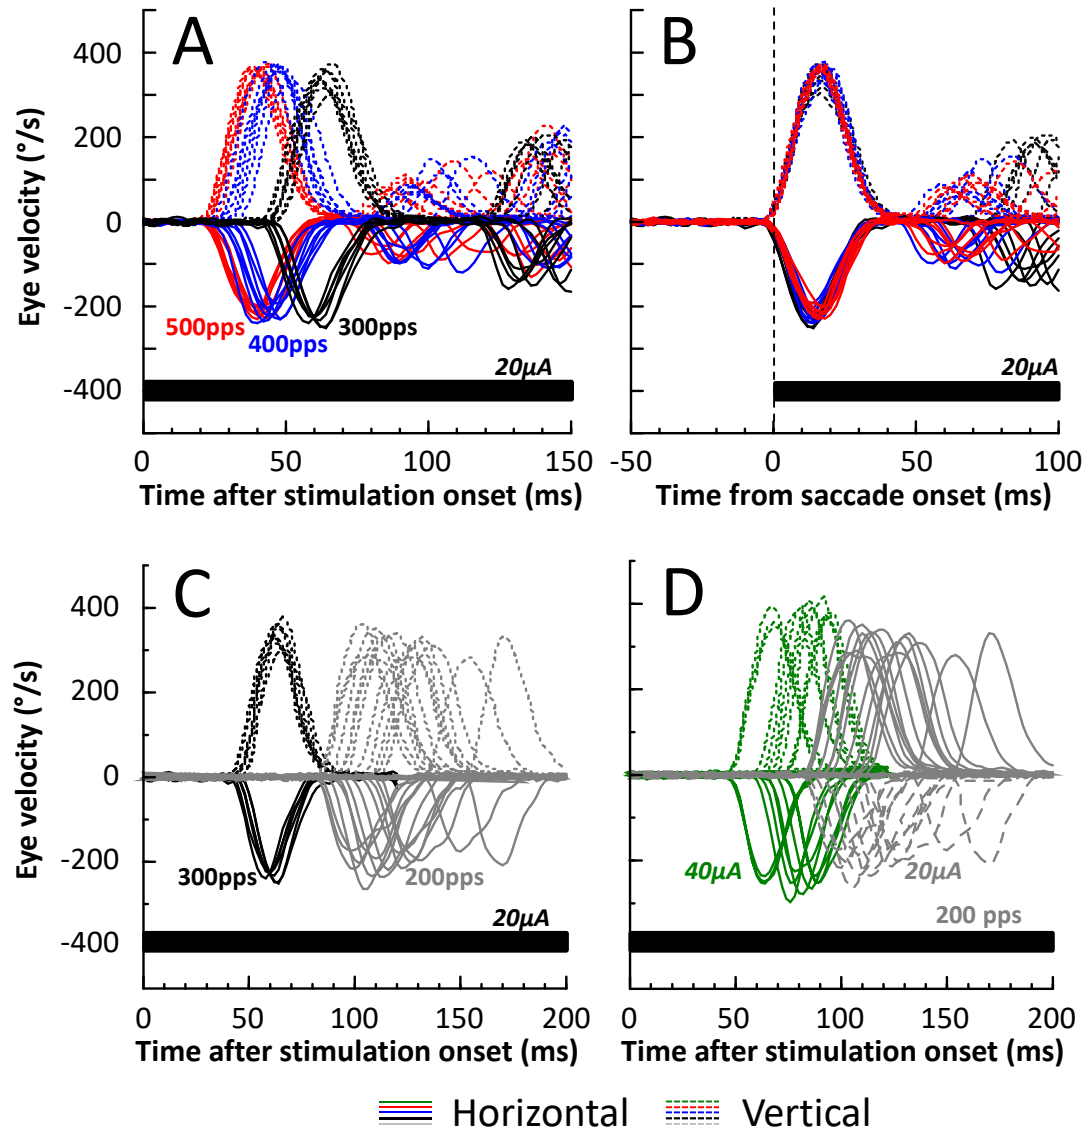 A
B
Eye velocity (°/s)
400
200
0
-200
-400
500pps
400pps
300pps
20µA
20µA
0
50
100
150
-50
0
50
100
Time after stimulation onset (ms)
Time from saccade onset (ms)
C
D
Eye velocity (°/s)
400
200
0
-200
-400
300pps
200pps
20µA
40µA
20µA
200 pps
0
50
100
150
200
0
50
100
150
200
Time after stimulation onset (ms)
Time after stimulation onset (ms)
Horizontal
Vertical